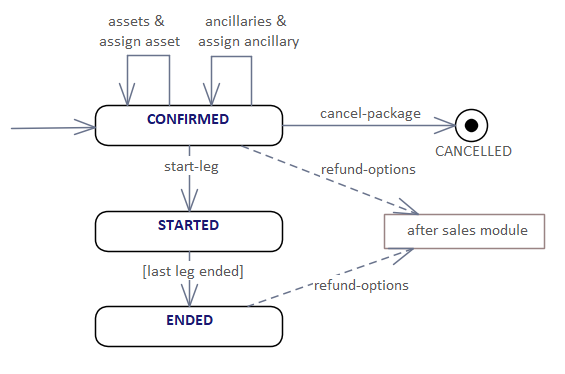 assets &
assign asset
ancillaries &
assign ancillary
CONFIRMED
cancel-package
CANCELLED
start-leg
refund-options
STARTED
after sales module
[last leg ended]
refund-options
ENDED